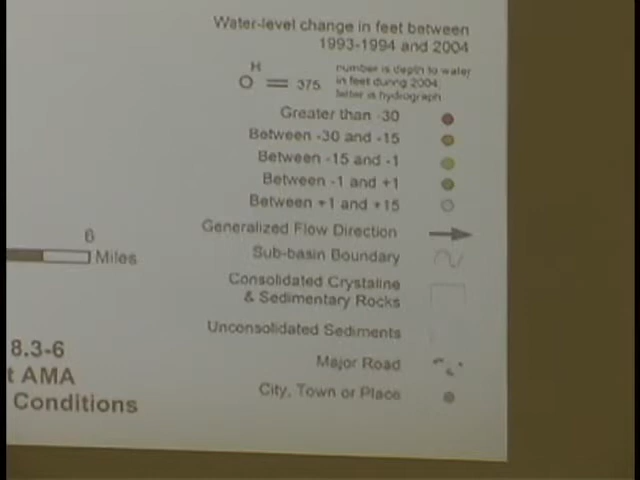 Water-level change in feet between
1993-1994 and 2004
H
375
number is depth to water
in feet during 2004,
letter is hydrograph
Greater than -30
Between -30 and -15
Between -15 and -1
Between -1 and +1
Between +1 and +15
Generalized Flow Direction
Sub-basin Boundary
Consolidated Crystaline
& Sedimentary Rocks
Unconsolidated Sediments
Major Road
City, Town or Place
6
Miles
8.3-6
t AMA
Conditions